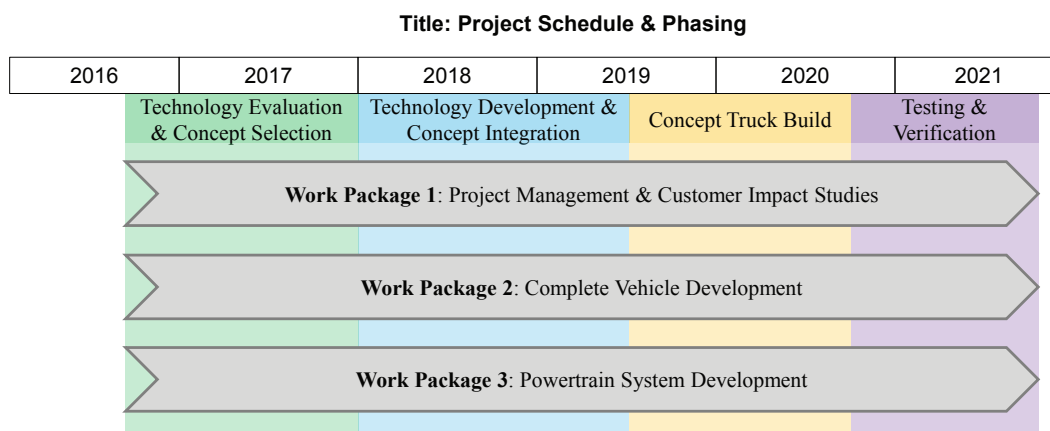 Title: Project Schedule & Phasing
2016 2017 2018 2019 2020 2021
Technology Evaluation
& Concept Selection
Technology Development &
Concept Integration
Concept Truck Build
Testing &
Verification
Work Package 1: Project Management & Customer Impact Studies
Work Package 2: Complete Vehicle Development
Work Package 3: Powertrain System Development